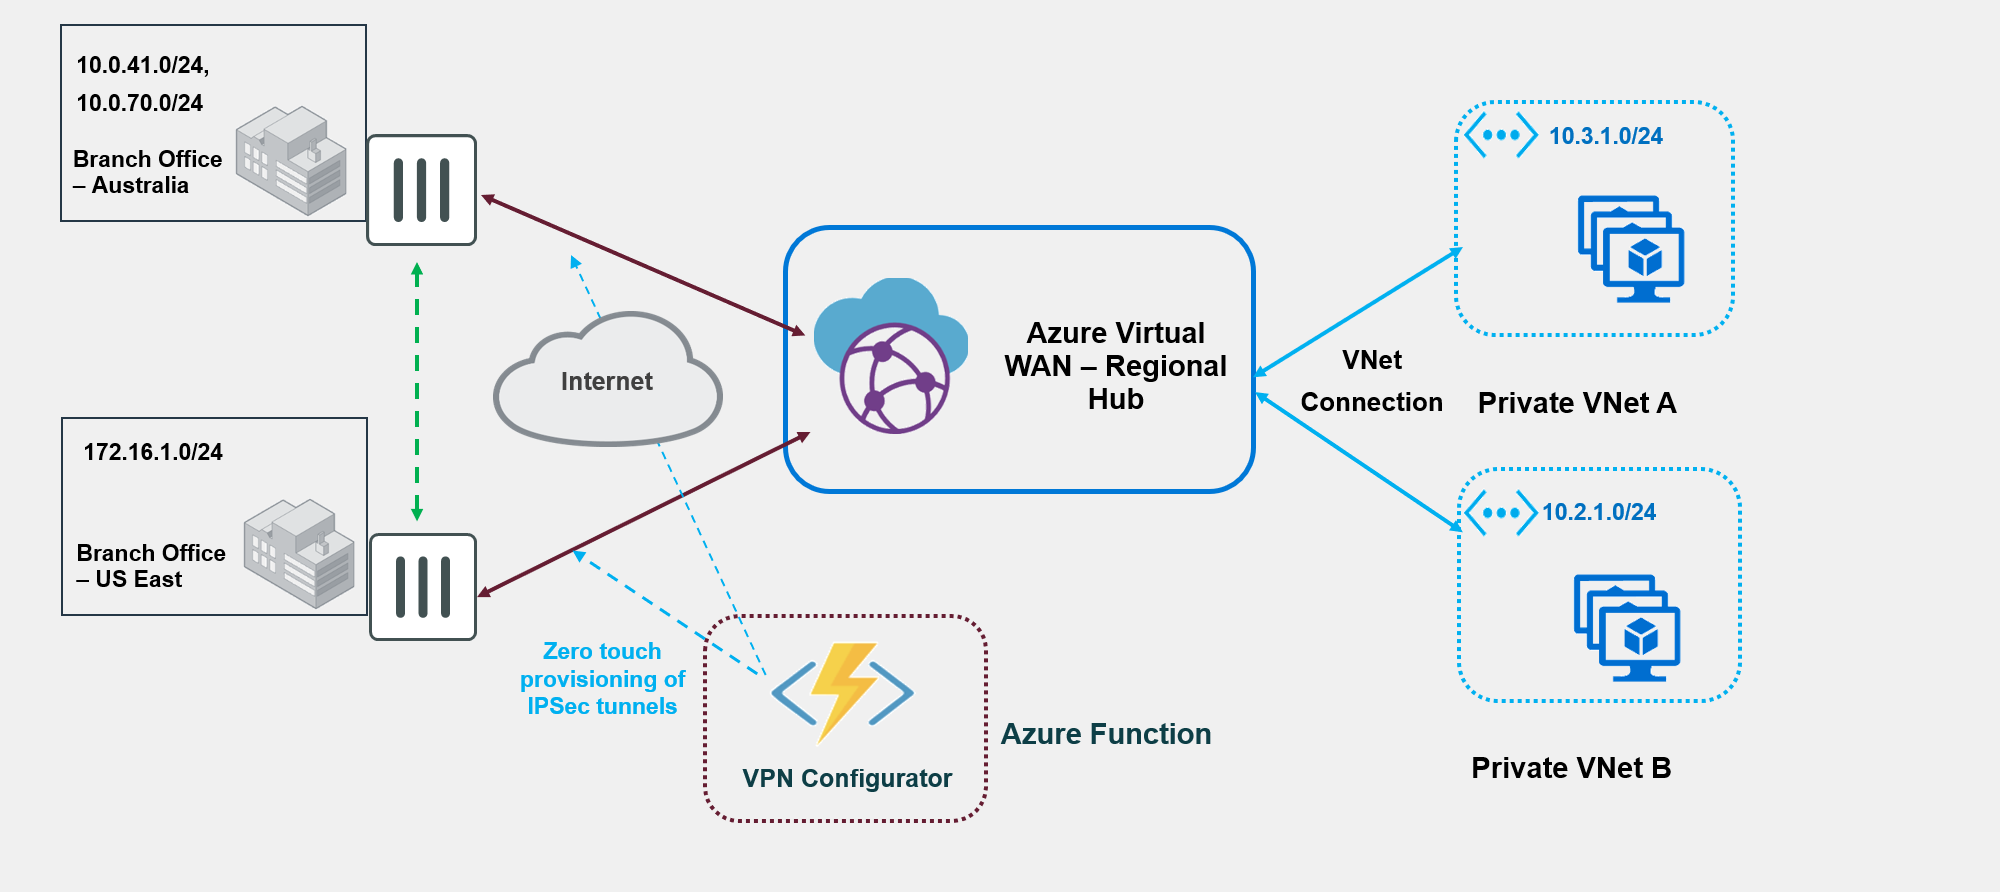 10.0.41.0/24,
10.0.70.0/24
Branch Office
– Australia
172.16.1.0/24
Branch Office
– US East
Internet
Azure Virtual
WAN – Regional
Hub
VNet
Connection
10.3.1.0/24
Private VNet A
10.2.1.0/24
Private VNet B
Zero touch
provisioning of
IPSec tunnels
VPN Configurator
Azure Function